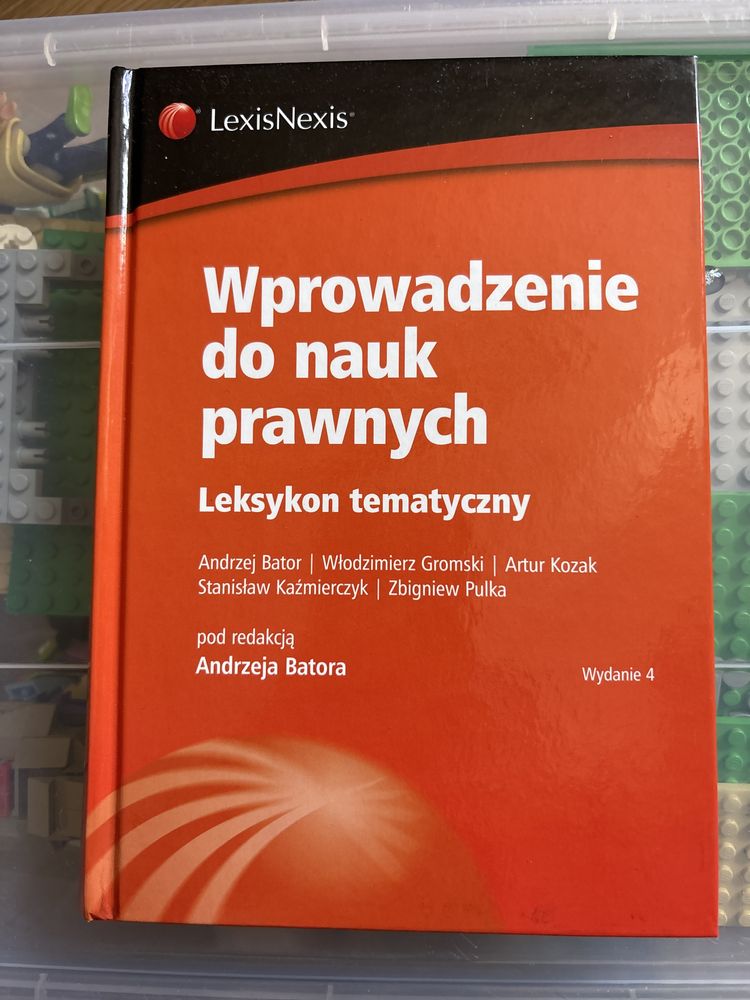 LexisNexis®
Wprowadzenie
do nauk
prawnych
Leksykon tematyczny
Andrzej Bator | Włodzimierz Gromski | Artur Kozak
Stanisław Kaźmierczyk | Zbigniew Pulka
pod redakcją
Andrzeja Batora
Wydanie 4